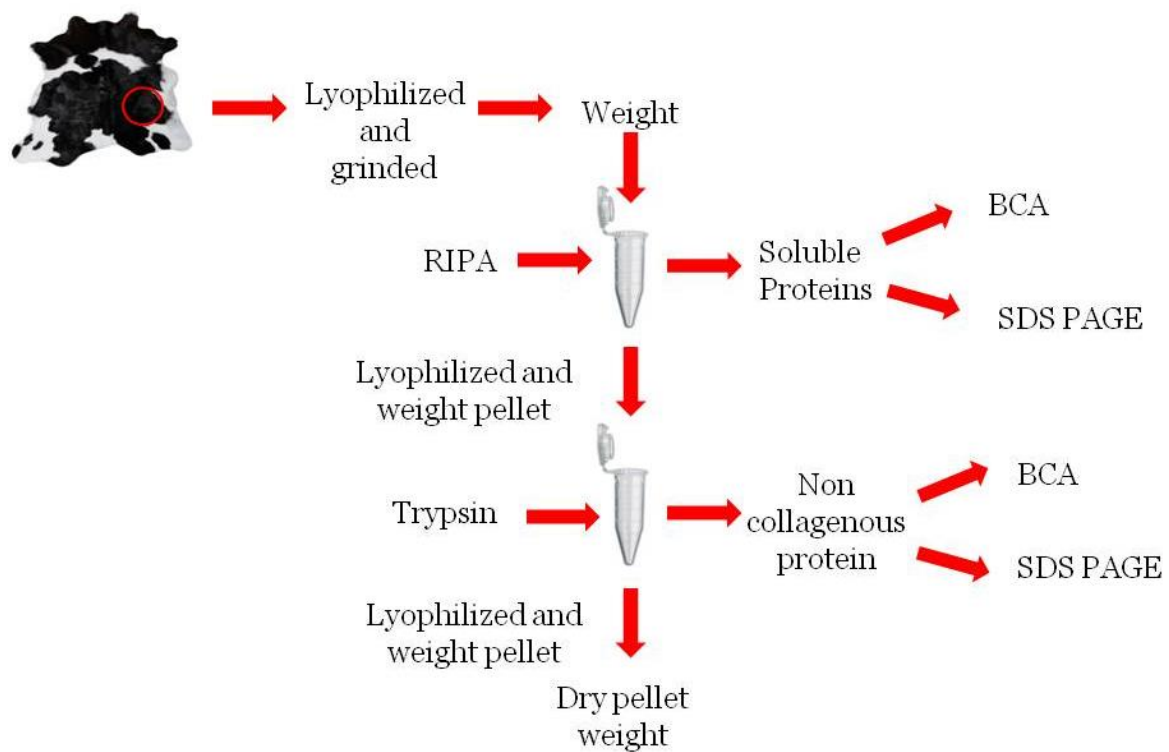 Lyophilized
and
grinded
Weight
RIPA
Soluble
Proteins
BCA
SDS PAGE
Lyophilized and
weight pellet
Trypsin
Non
collagenous
protein
BCA
SDS PAGE
Lyophilized and
weight pellet
Dry pellet
weight